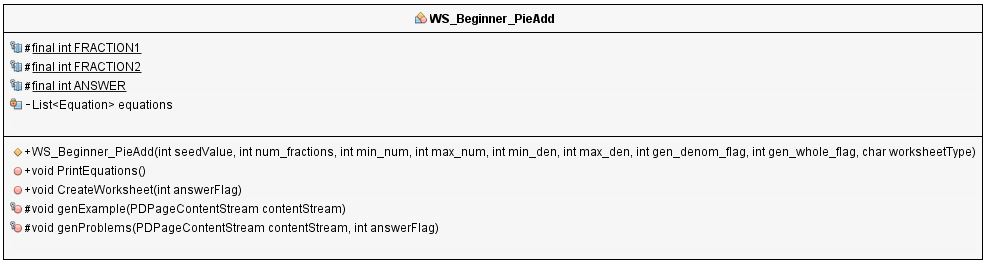 WS_Beginner_PieAdd
#final int FRACTION1
#final int FRACTION2
#final int ANSWER
-List<Equation> equations
+WS_Beginner_PieAdd(int seedValue, int num_fractions, int min_num, int max_num, int min_den, int max_den, int gen_denom_flag, int gen_whole_flag, char worksheetType)
+void PrintEquations()
+void CreateWorksheet(int answerFlag)
#void genExample(PDPageContentStream contentStream)
#void genProblems(PDPageContentStream contentStream, int answerFlag)